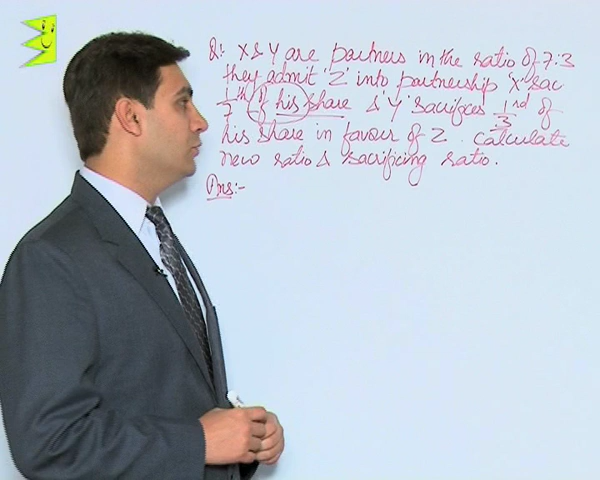 Q:- X & Y are partners in the ratio of 7:3
they admit 'Z' into partnership 'X' sac
1/7th of his share & 'Y' sacrifices 1/3rd of
his share in favour of Z. Calculate
new ratio & sacrificing ratio.
Ans:-